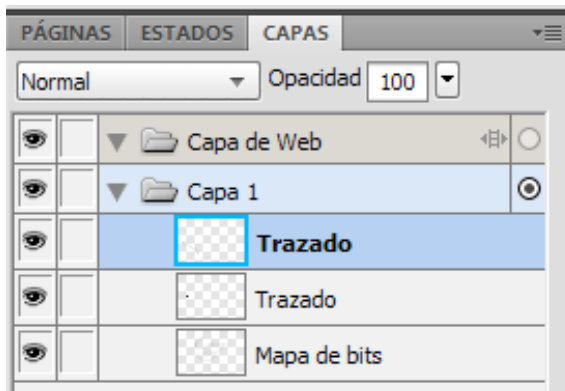 PÁGINAS ESTADOS CAPAS
Normal Opacidad 100
Capa de Web
Capa 1
Trazado
Trazado
Mapa de bits